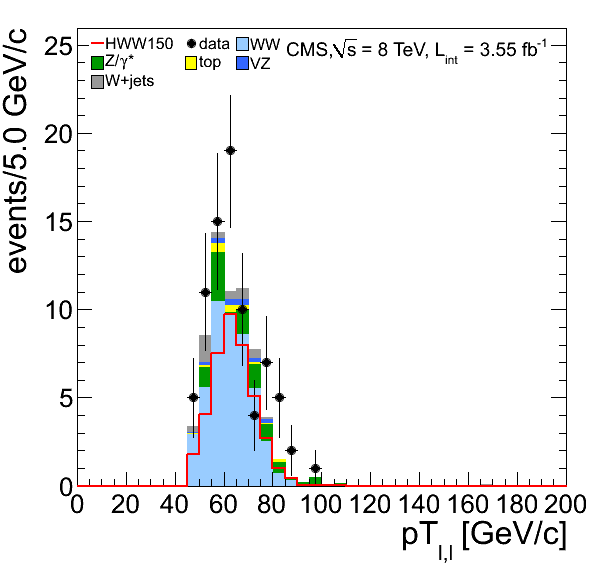 HWW150 data WW CMS,√s = 8 TeV, L_int = 3.55 fb⁻¹
Z/γ* top VZ
W+jets
events/5.0 GeV/c
25
20
15
10
5
0
0 20 40 60 80 100 120 140 160 180 200
pT_l,l [GeV/c]